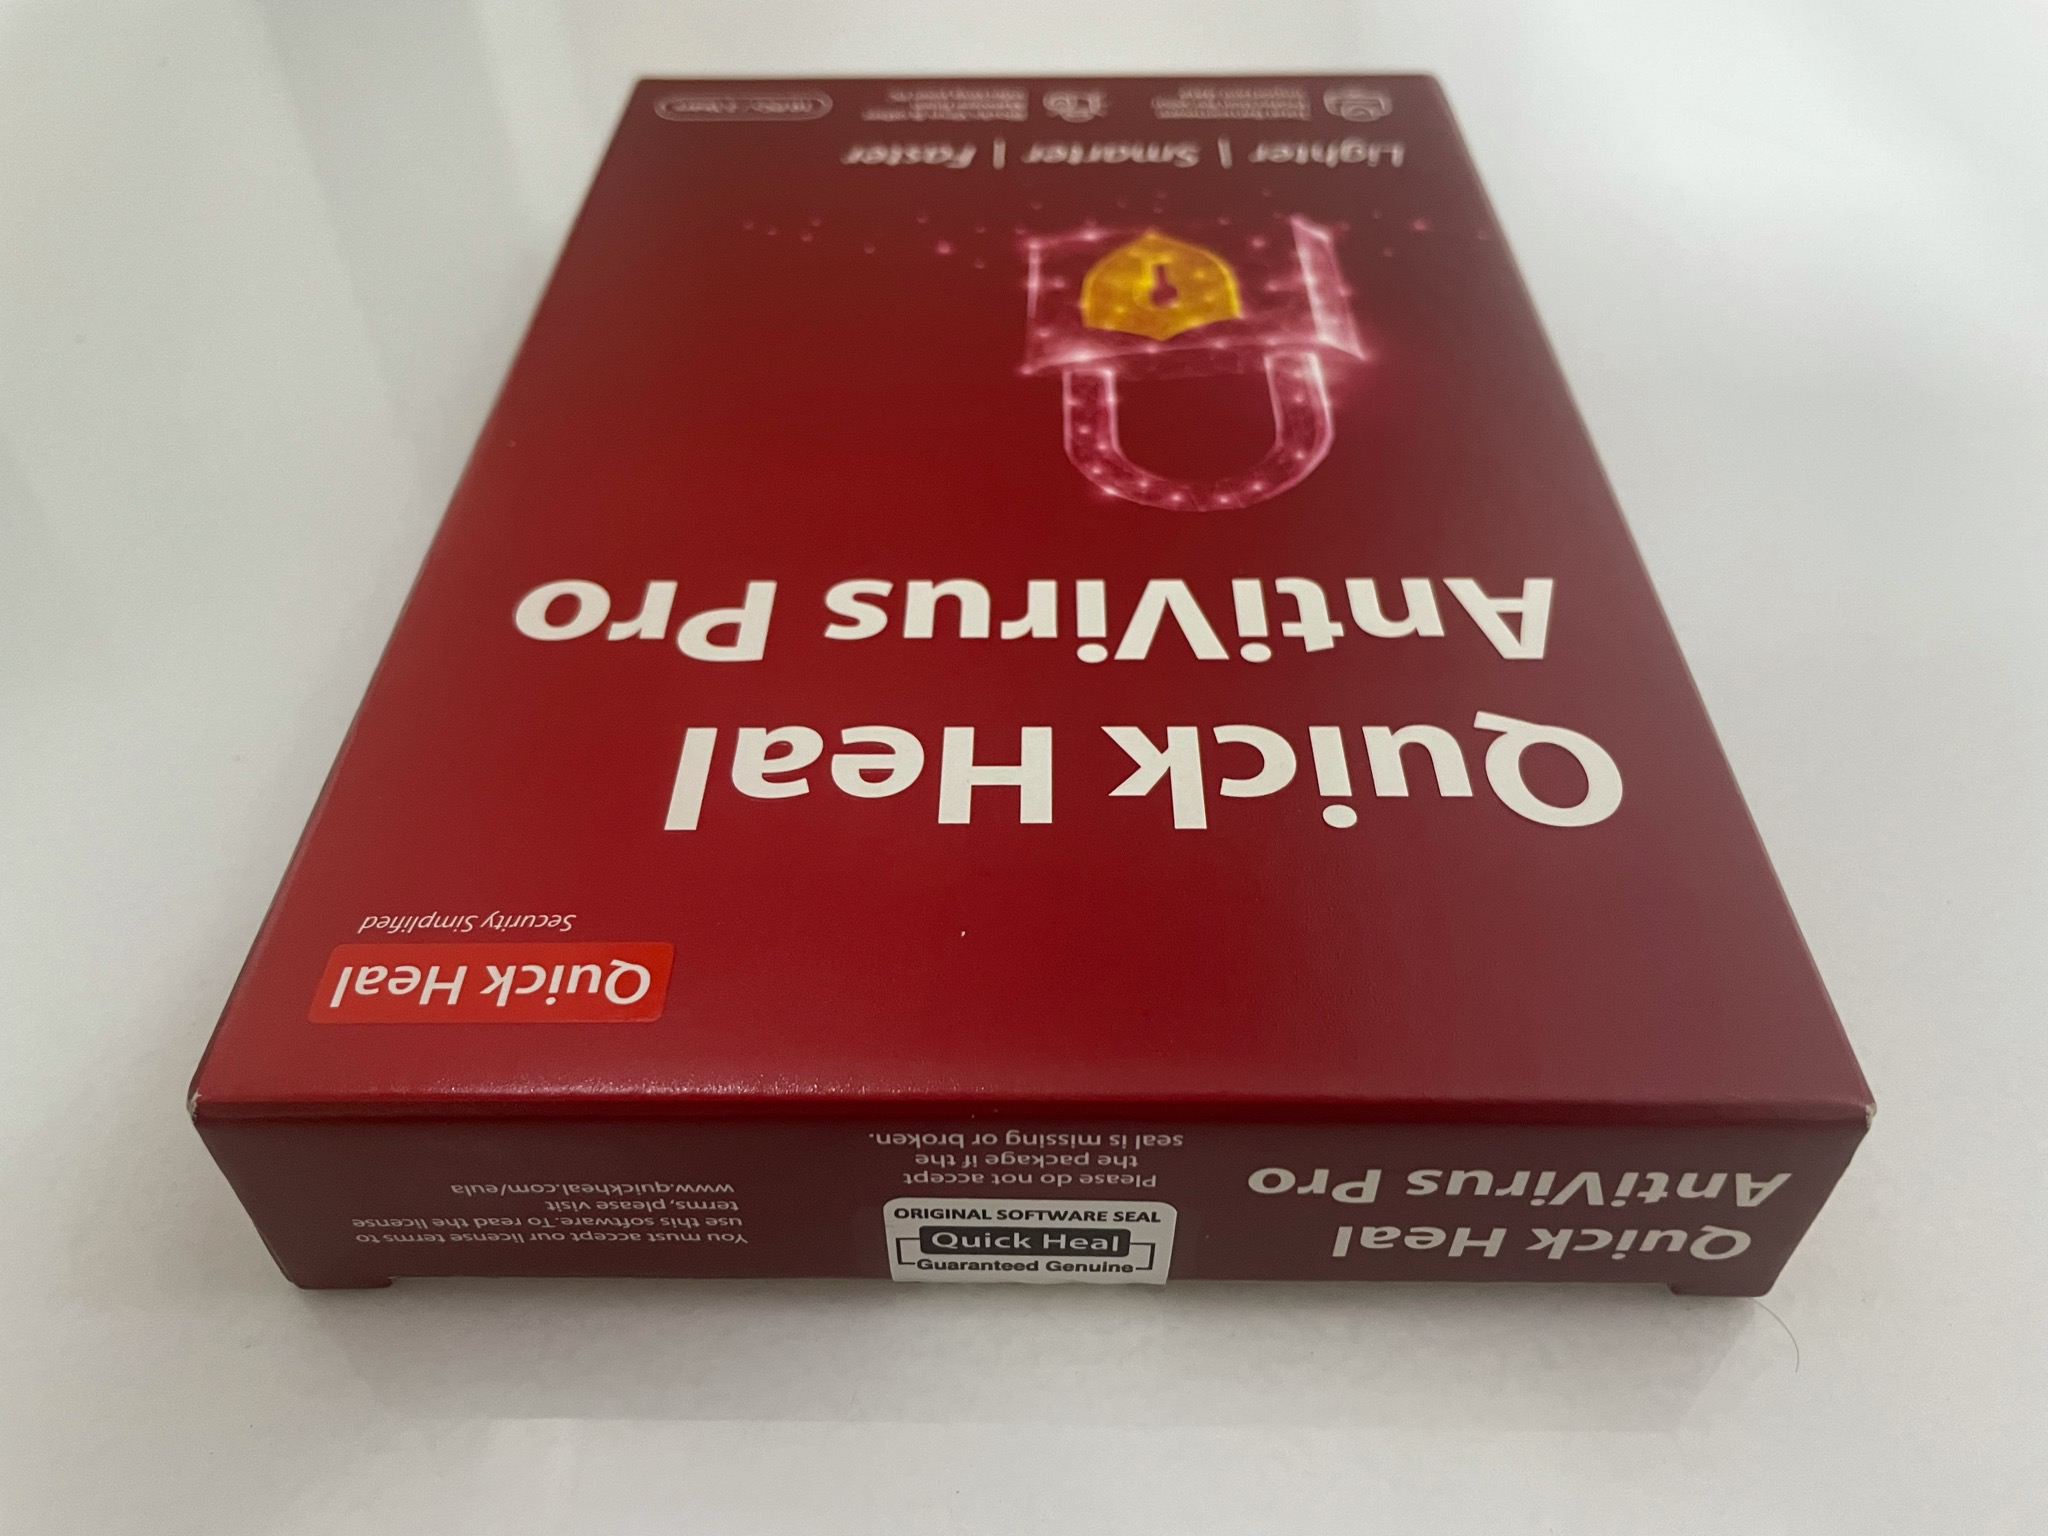 Quick Heal
Security Simplified
Quick Heal
AntiVirus Pro
Lighter | Smarter | Faster
Quick Heal
AntiVirus Pro
Please do not accept
the package if the
seal is missing or broken.
ORIGINAL SOFTWARE SEAL
Quick Heal
Guaranteed Genuine
You must accept our license terms to
use this software. To read the license
terms, please visit
www.quickheal.com/eula